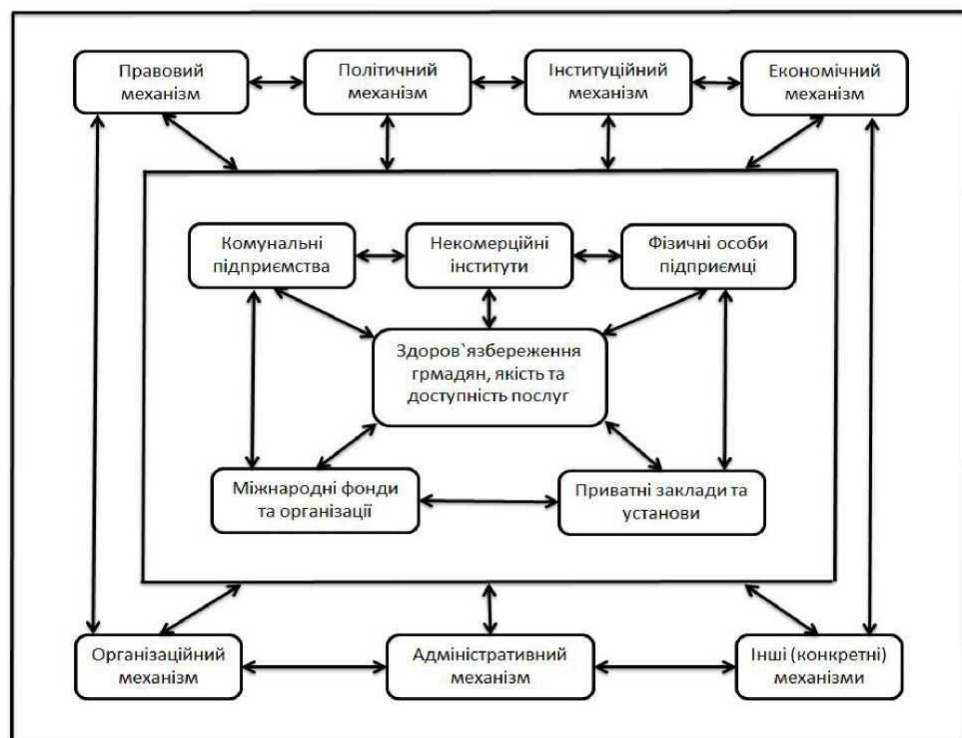 Правовий
механізм
Політичний
механізм
Інституційний
механізм
Економічний
механізм
Комунальні
підприємства
Некомерційні
інститути
Фізичні особи
підприємці
Здоров`язбереження
грмадян, якість та
доступність послуг
Міжнародні фонди
та організації
Приватні заклади та
установи
Організаційний
механізм
Адміністративний
механізм
Інші (конкретні)
механізми